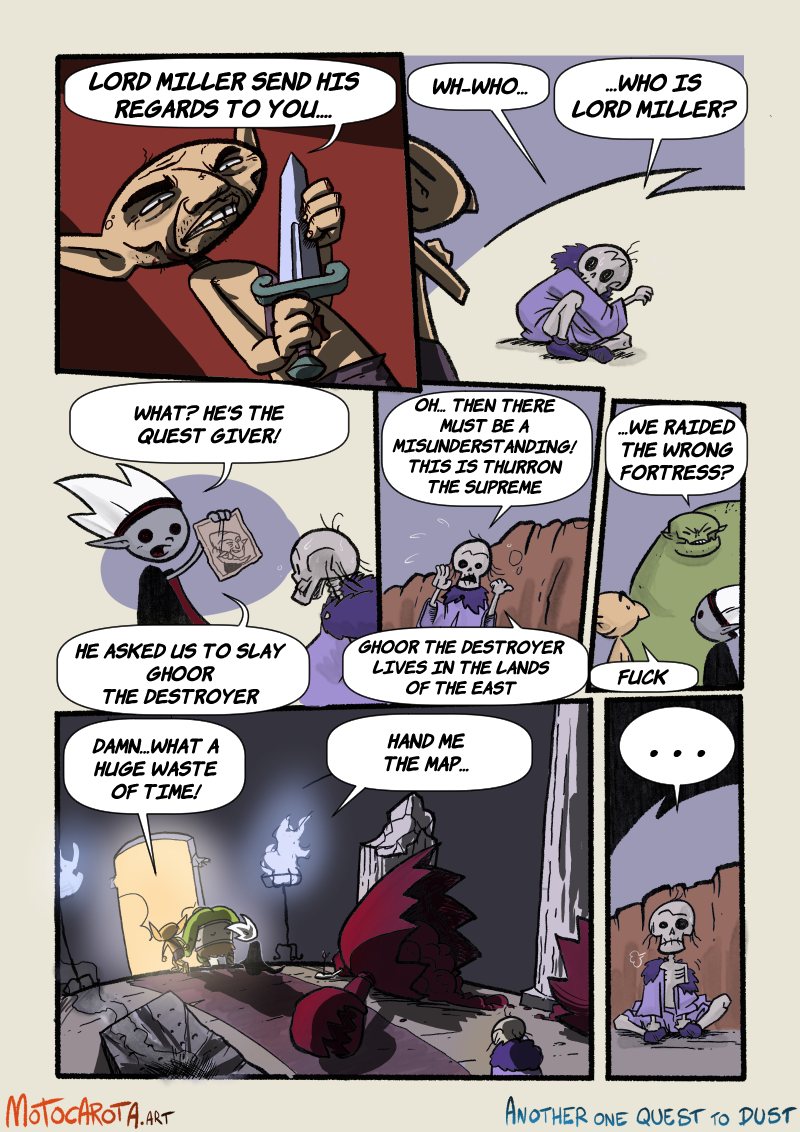 LORD MILLER SEND HIS
REGARDS TO YOU....
WH-WHO...
...WHO IS
LORD MILLER?
WHAT? HE'S THE
QUEST GIVER!
HE ASKED US TO SLAY
GHOOR
THE DESTROYER
OH... THEN THERE
MUST BE A
MISUNDERSTANDING!
THIS IS THURRON
THE SUPREME
GHOOR THE DESTROYER
LIVES IN THE LANDS
OF THE EAST
...WE RAIDED
THE WRONG
FORTRESS?
FUCK
DAMN...WHAT A
HUGE WASTE
OF TIME!
HAND ME
THE MAP...
...
MOTOCAROTA.ART
ANOTHER ONE QUEST TO DUST